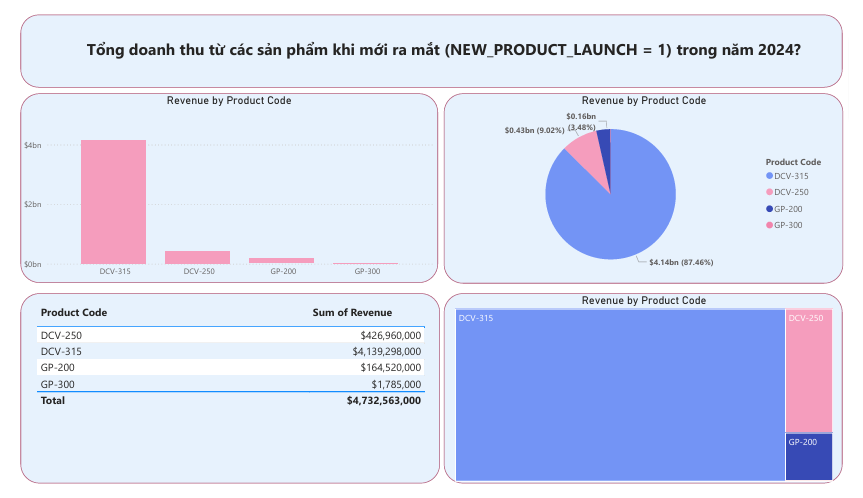 Tổng doanh thu từ các sản phẩm khi mới ra mắt (NEW_PRODUCT_LAUNCH = 1) trong năm 2024?
Revenue by Product Code
$4bn
$2bn
$0bn
DCV-315 DCV-250 GP-200 GP-300
Revenue by Product Code
$0.16bn
(3.48%)
$0.43bn (9.02%)
$4.14bn (87.46%)
Product Code
DCV-315
DCV-250
GP-200
GP-300
Product Code Sum of Revenue
DCV-250 $426,960,000
DCV-315 $4,139,298,000
GP-200 $164,520,000
GP-300 $1,785,000
Total $4,732,563,000
Revenue by Product Code
DCV-315
DCV-250
GP-200